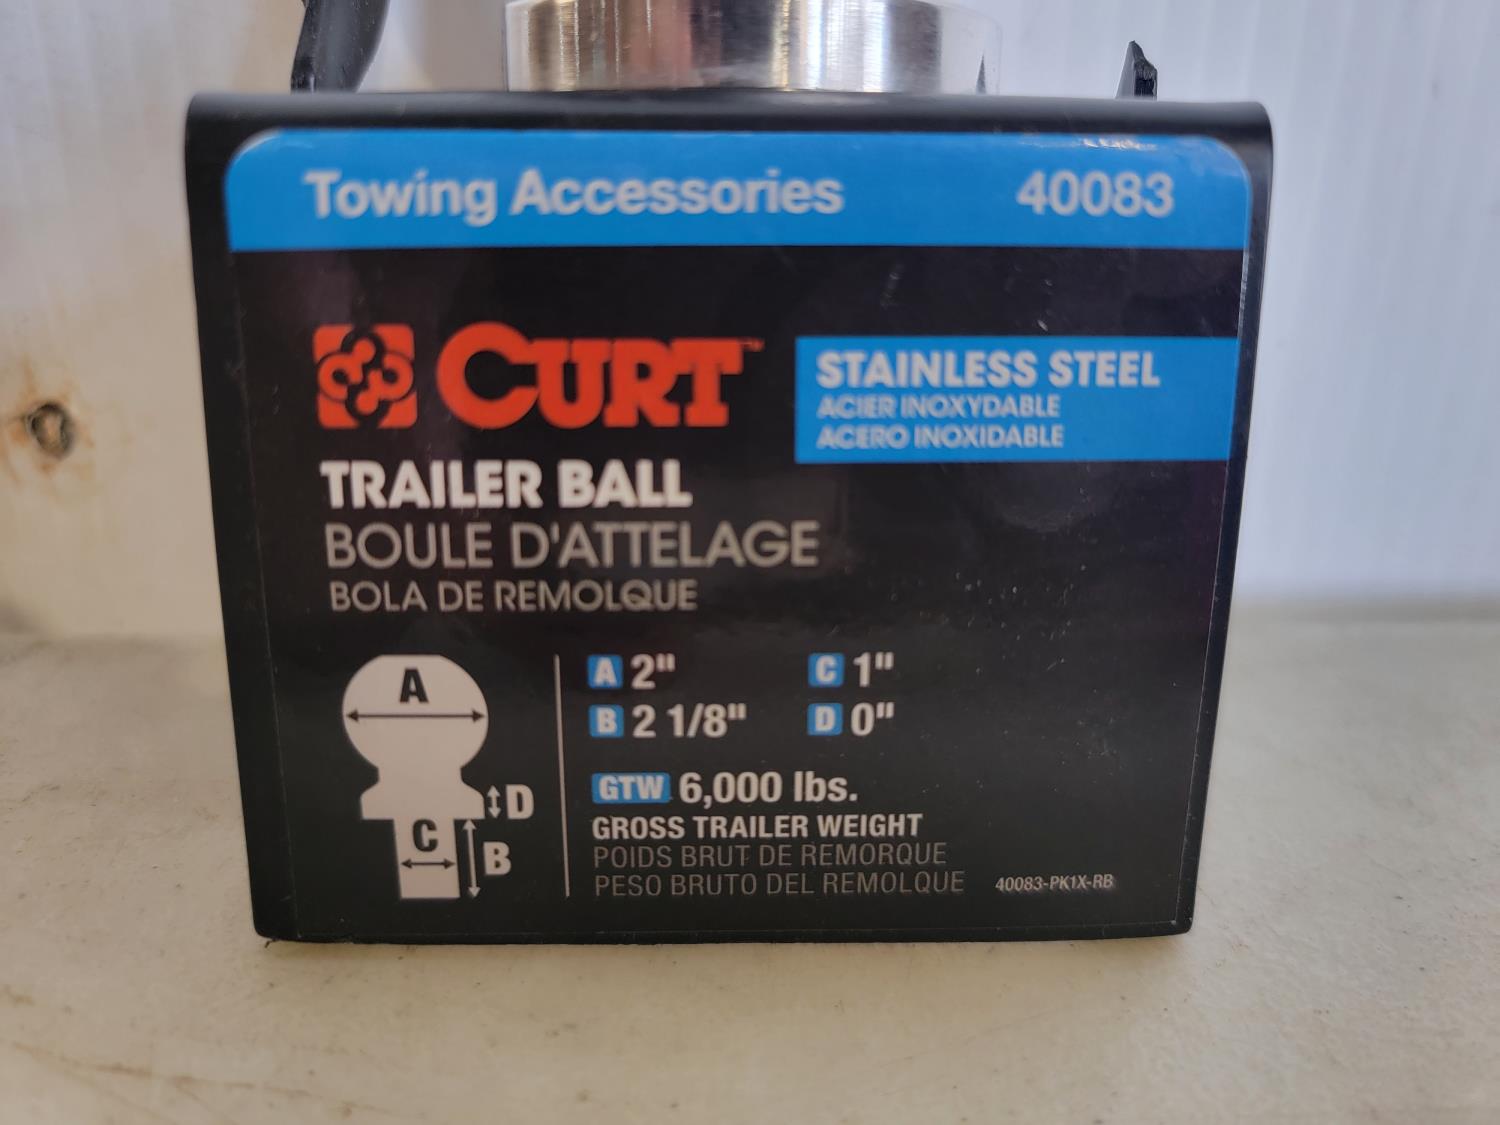 Towing Accessories 40083
CURT™
STAINLESS STEEL
ACIER INOXYDABLE
ACERO INOXIDABLE
TRAILER BALL
BOULE D'ATTELAGE
BOLA DE REMOLQUE
A
D
C
B
A 2" C 1"
B 2 1/8" D 0"
GTW 6,000 lbs.
GROSS TRAILER WEIGHT
POIDS BRUT DE REMORQUE
PESO BRUTO DEL REMOLQUE 40083-PK1X-RB